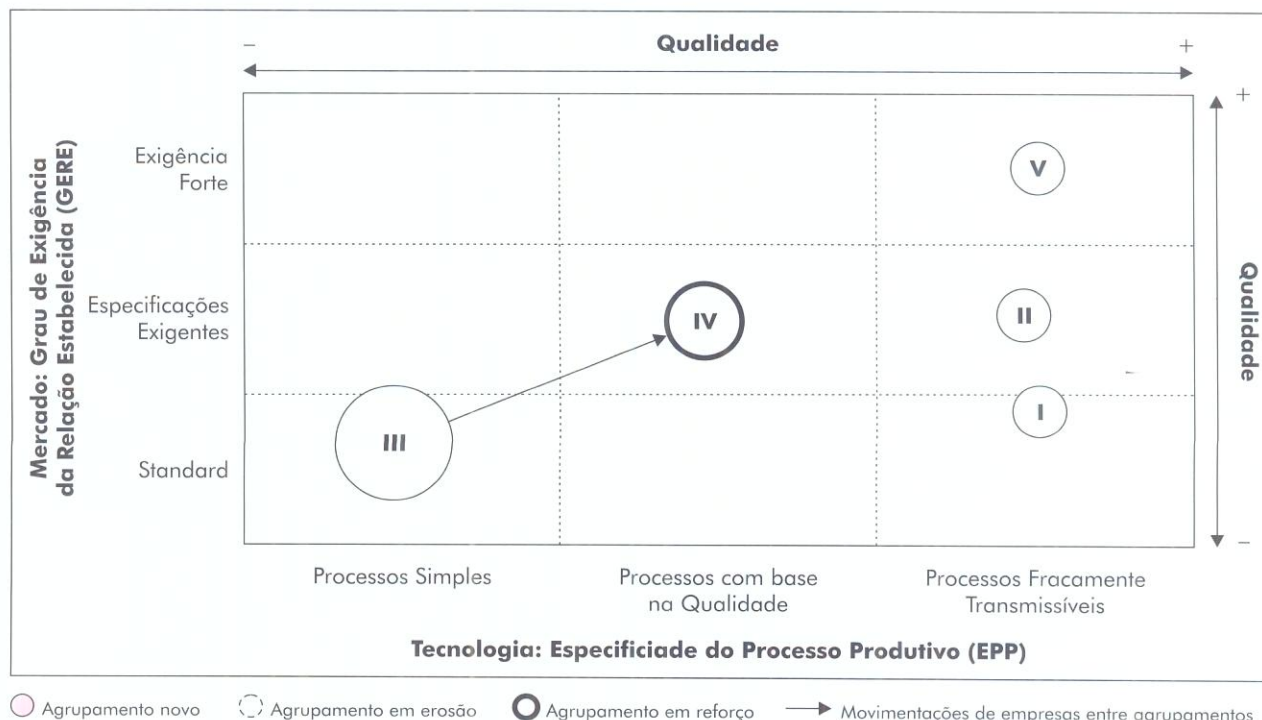 Qualidade
–
+
+
Mercado: Grau de Exigência
da Relação Estabelecida (GERE)
Exigência
Forte
V
Especificações
Exigentes
IV
II
Qualidade
I
III
Standard
–
Processos Simples
Processos com base
na Qualidade
Processos Fracamente
Transmissíveis
Tecnologia: Especificiade do Processo Produtivo (EPP)
Agrupamento novo
Agrupamento em erosão
Agrupamento em reforço
Movimentações de empresas entre agrupamentos